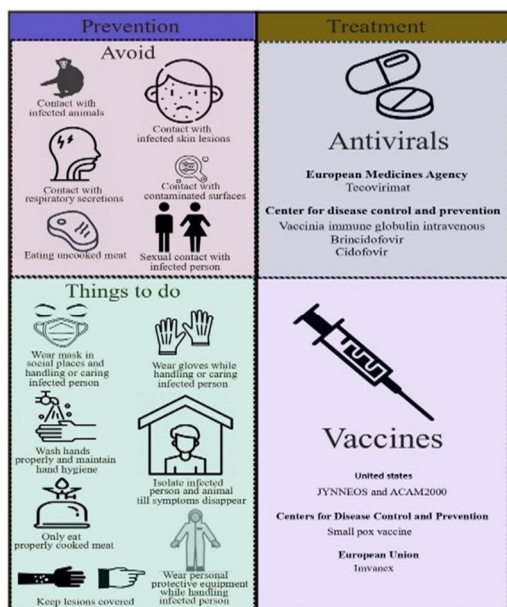 Prevention
Avoid
Contact with
infected animals
Contact with
infected skin lesions
Contact with
respiratory secretions
Contact with
contaminated surfaces
Eating uncooked meat
Sexual contact with
infected person
Things to do
Wear mask in
social places and
handling or caring
infected person
Wear gloves while
handling or caring
infected person
Wash hands
properly and maintain
hand hygiene
Isolate infected
person and animal
till symptoms disappear
Only eat
properly cooked meat
Keep lesions covered
Wear personal
protective equipment
while handling
infected person
Treatment
Antivirals
European Medicines Agency
Tecovirimat
Center for disease control and prevention
Vaccinia immune globulin intravenous
Brincidofovir
Cidofovir
Vaccines
United states
JYNNEOS and ACAM2000
Centers for Disease Control and Prevention
Small pox vaccine
European Union
Imvanex